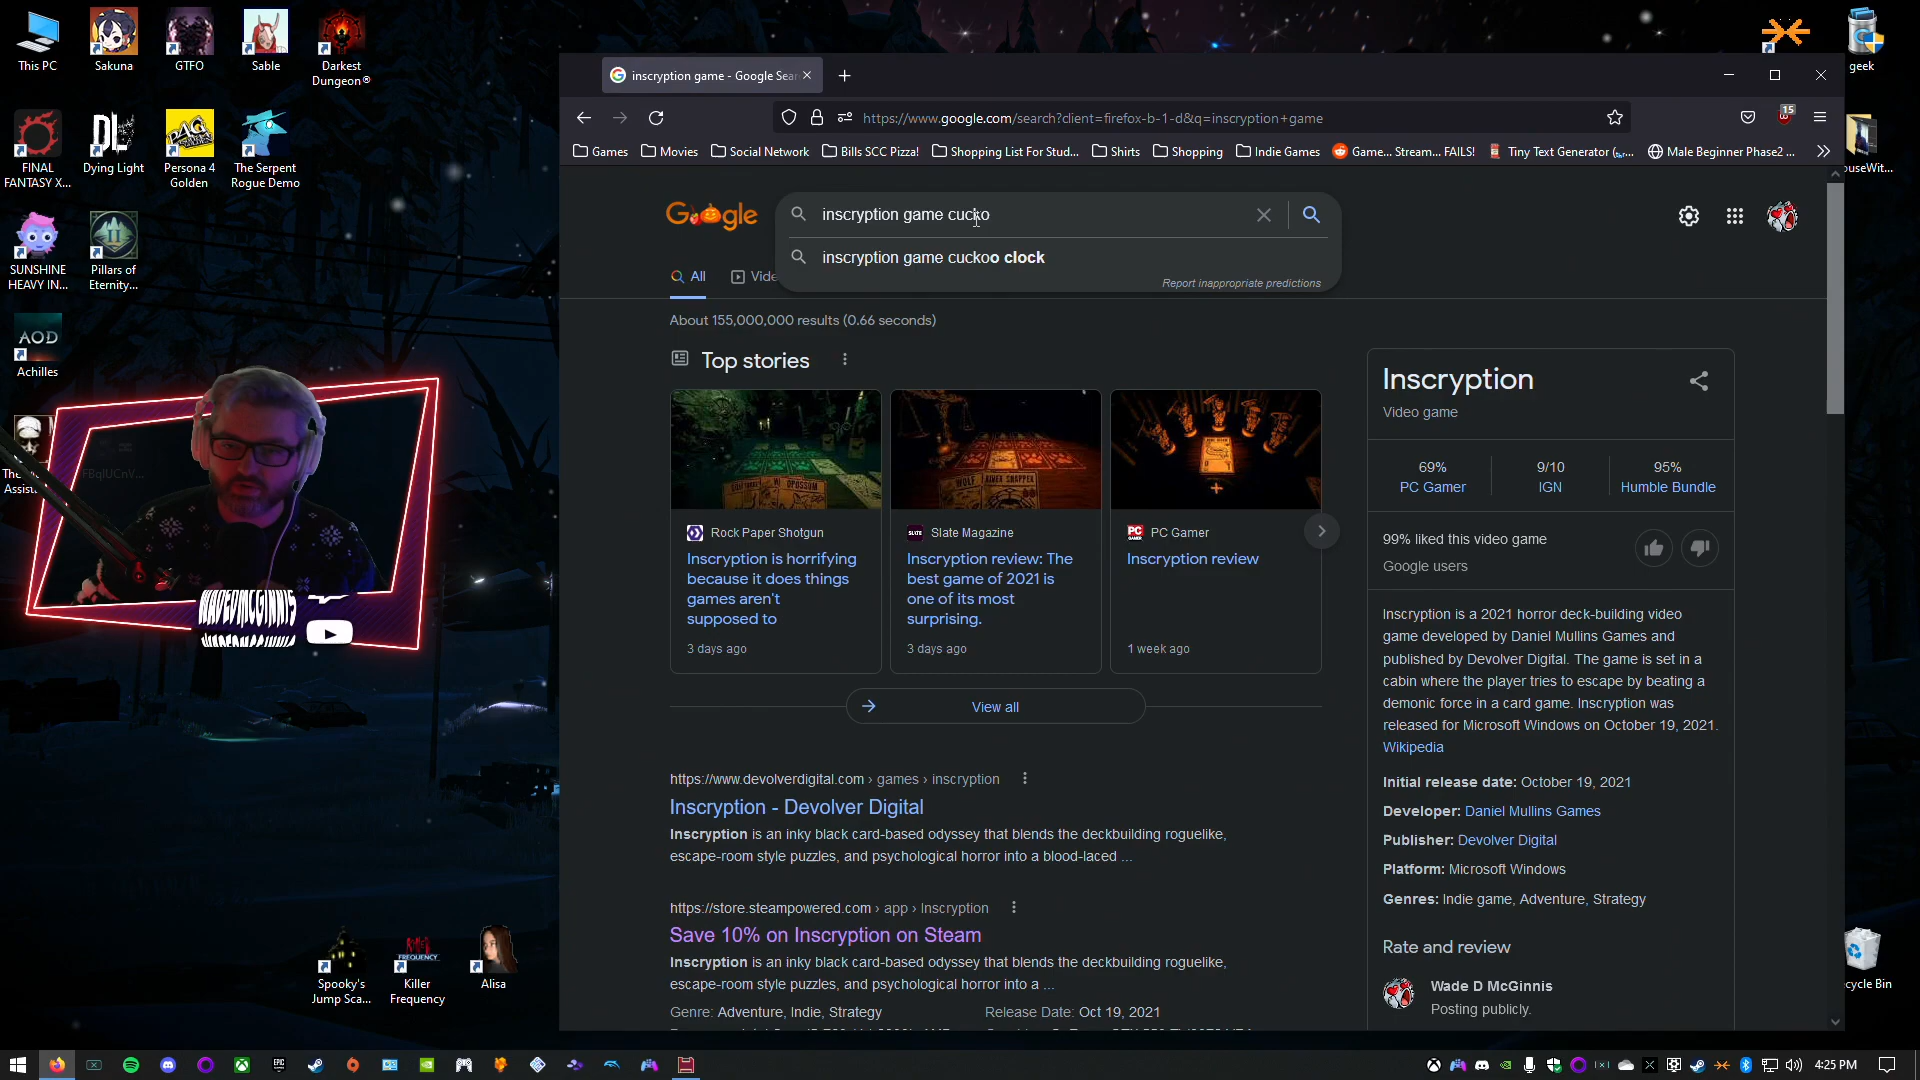 This PC
Sakuna
GTFO
Sable
Darkest Dungeon®
geek
FINAL FANTASY X...
Dying Light
Persona 4 Golden
The Serpent Rogue Demo
ouseWit...
SUNSHINE HEAVY IN...
Pillars of Eternity...
AOD
Achilles
FBqlUCnV...
WADEDMCGINNIS
Spooky's Jump Sca...
Killer Frequency
Alisa
inscryption game - Google Sear
https://www.google.com/search?client=firefox-b-1-d&q=inscryption+game
15
Games
Movies
Social Network
Bills SCC Pizza!
Shopping List For Stud...
Shirts
Shopping
Indie Games
Game... Stream... FAILS!
Tiny Text Generator
Male Beginner Phase2 ...
inscryption game cucko
inscryption game cuckoo clock
Report inappropriate predictions
All
Vide
About 155,000,000 results (0.66 seconds)
Top stories
Rock Paper Shotgun
Inscryption is horrifying because it does things games aren't supposed to
3 days ago
SLATE
Slate Magazine
Inscryption review: The best game of 2021 is one of its most surprising.
3 days ago
PC Gamer
Inscryption review
1 week ago
View all
https://www.devolverdigital.com › games › inscryption
Inscryption - Devolver Digital
Inscryption is an inky black card-based odyssey that blends the deckbuilding roguelike,
escape-room style puzzles, and psychological horror into a blood-laced ...
https://store.steampowered.com › app › Inscryption
Save 10% on Inscryption on Steam
Inscryption is an inky black card-based odyssey that blends the deckbuilding roguelike,
escape-room style puzzles, and psychological horror into a ...
Genre: Adventure, Indie, Strategy
Release Date: Oct 19, 2021
Inscryption
Video game
69%
PC Gamer
9/10
IGN
95%
Humble Bundle
99% liked this video game
Google users
Inscryption is a 2021 horror deck-building video
game developed by Daniel Mullins Games and
published by Devolver Digital. The game is set in a
cabin where the player tries to escape by beating a
demonic force in a card game. Inscryption was
released for Microsoft Windows on October 19, 2021.
Wikipedia
Initial release date: October 19, 2021
Developer: Daniel Mullins Games
Publisher: Devolver Digital
Platform: Microsoft Windows
Genres: Indie game, Adventure, Strategy
Rate and review
Wade D McGinnis
Posting publicly.
ecycle Bin
4:25 PM